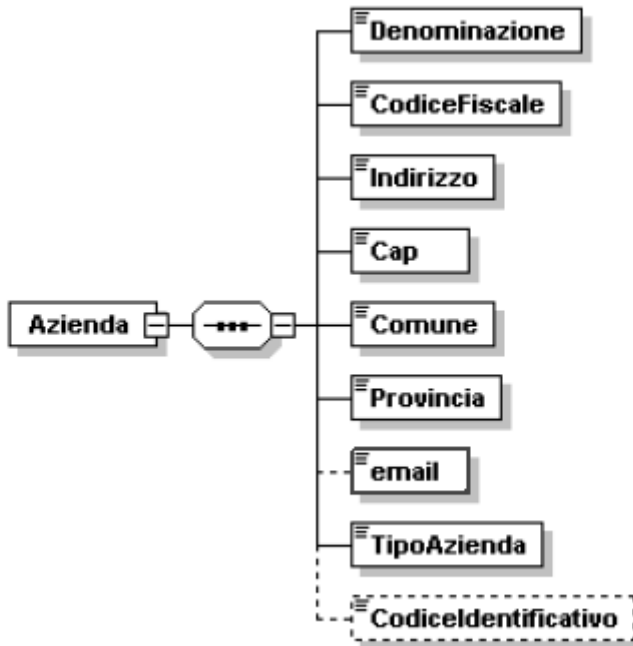 Denominazione
CodiceFiscale
Indirizzo
Cap
Azienda
Comune
Provincia
email
TipoAzienda
CodiceIdentificativo